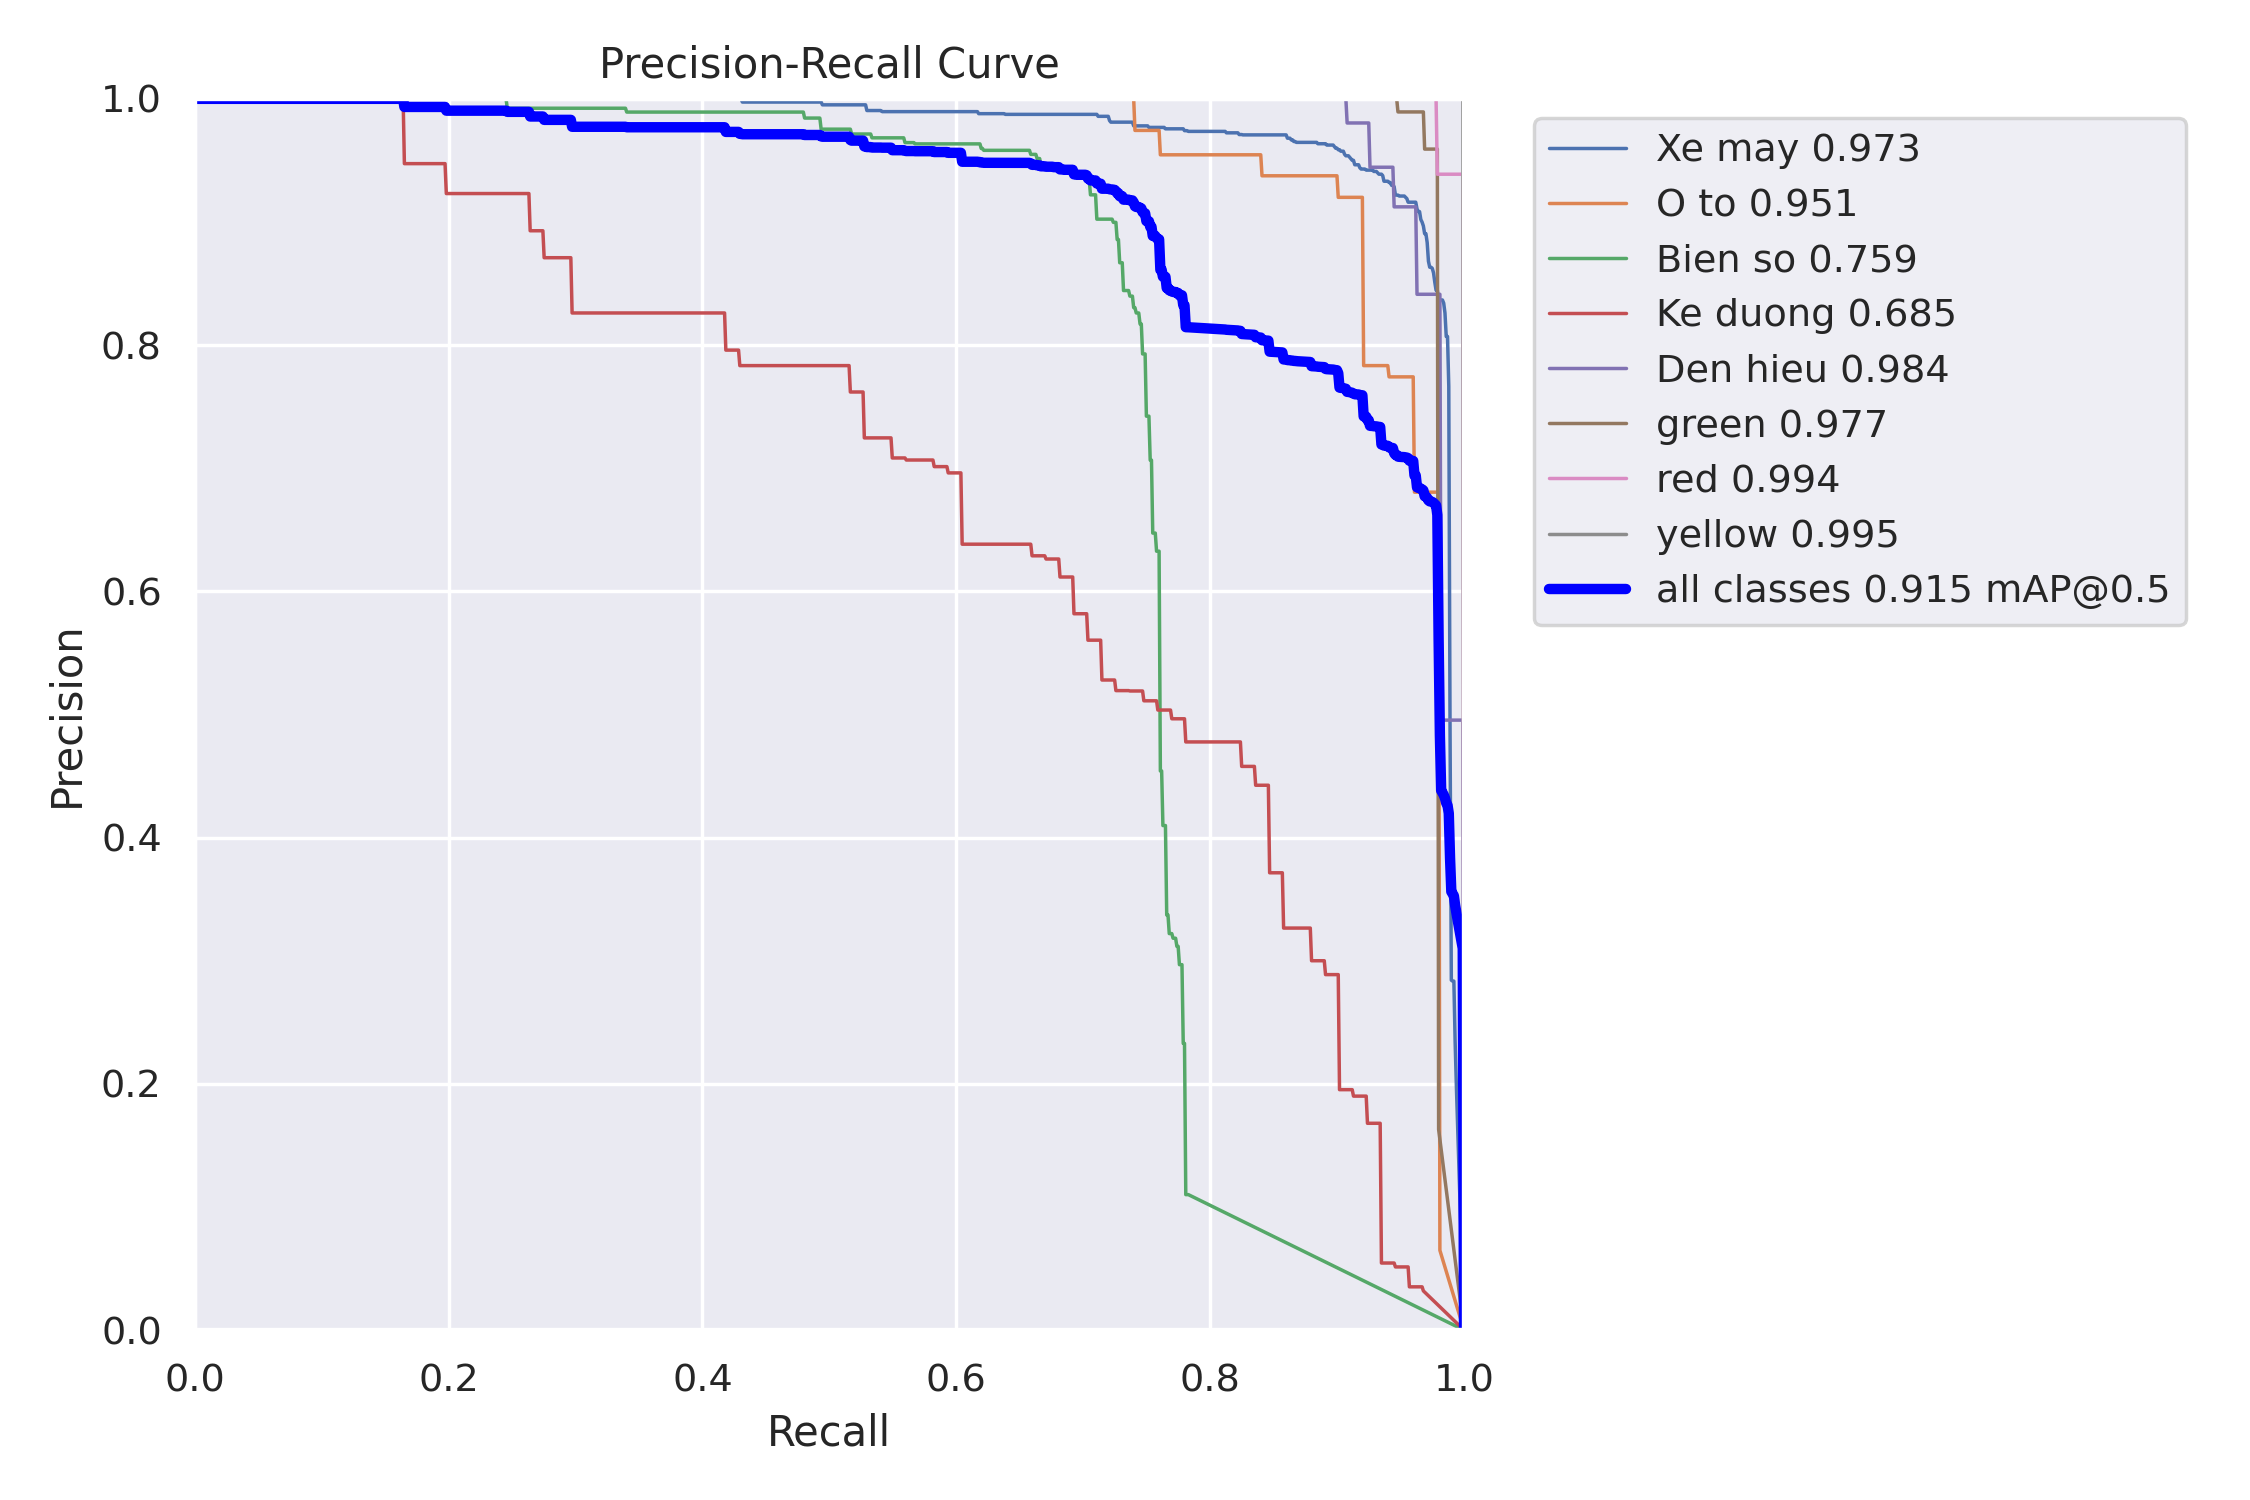 Precision-Recall Curve
1.0
0.8
0.6
0.4
0.2
0.0
Precision
0.0 0.2 0.4 0.6 0.8 1.0
Recall
Xe may 0.973
O to 0.951
Bien so 0.759
Ke duong 0.685
Den hieu 0.984
green 0.977
red 0.994
yellow 0.995
all classes 0.915 mAP@0.5